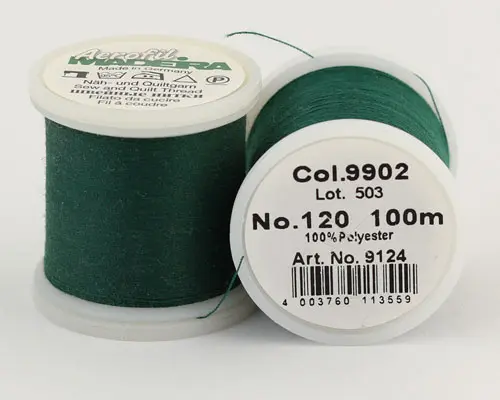 Aerofil
MADEIRA
Made in Germany
Näh- und Quiltgarn
Sew and Quilt Thread
швейные нитки
Filato da cucire
Fil à coudre
Col.9902
Lot. 503
No.120 100m
100% Polyester
Art. No. 9124
4 003760 113559